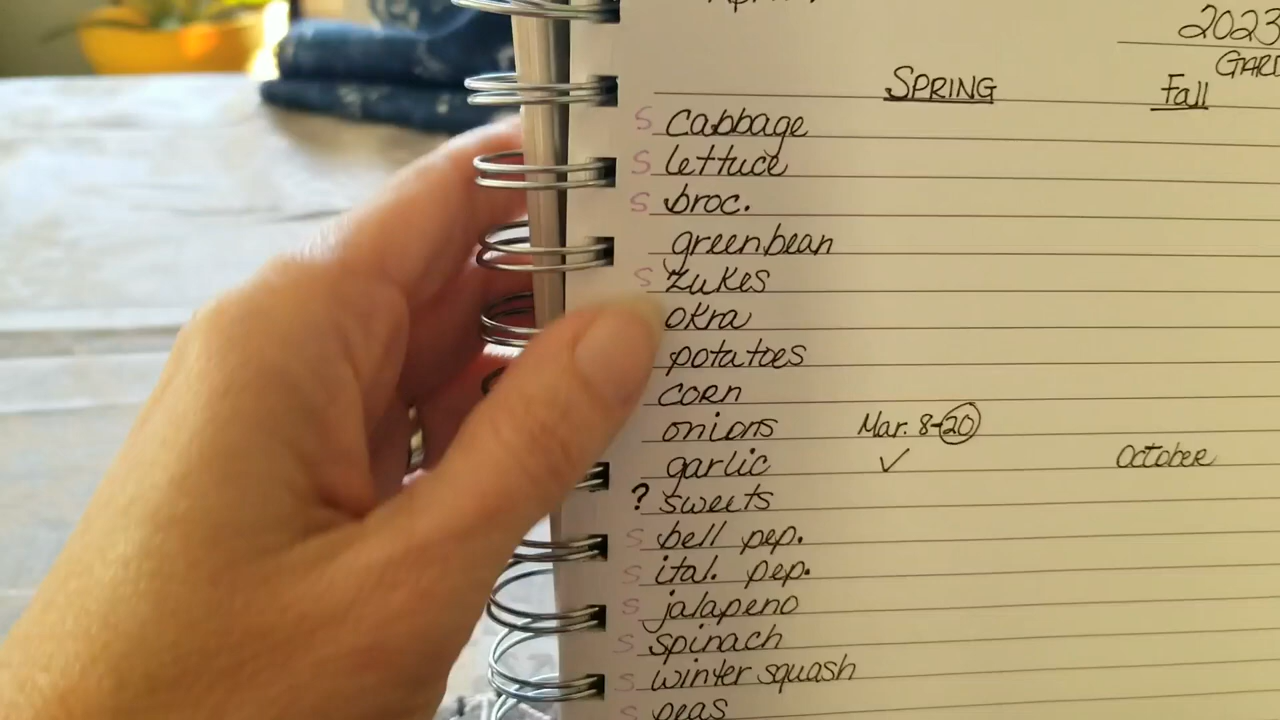 2023
GARD
SPRING Fall
S cabbage
S lettuce
S broc.
greenbean
S zukes
okra
potatoes
corn
onions Mar. 8-20
garlic ✓ October
? sweets
S bell pep.
S ital. pep.
S jalapeno
S spinach
S winter squash
S peas